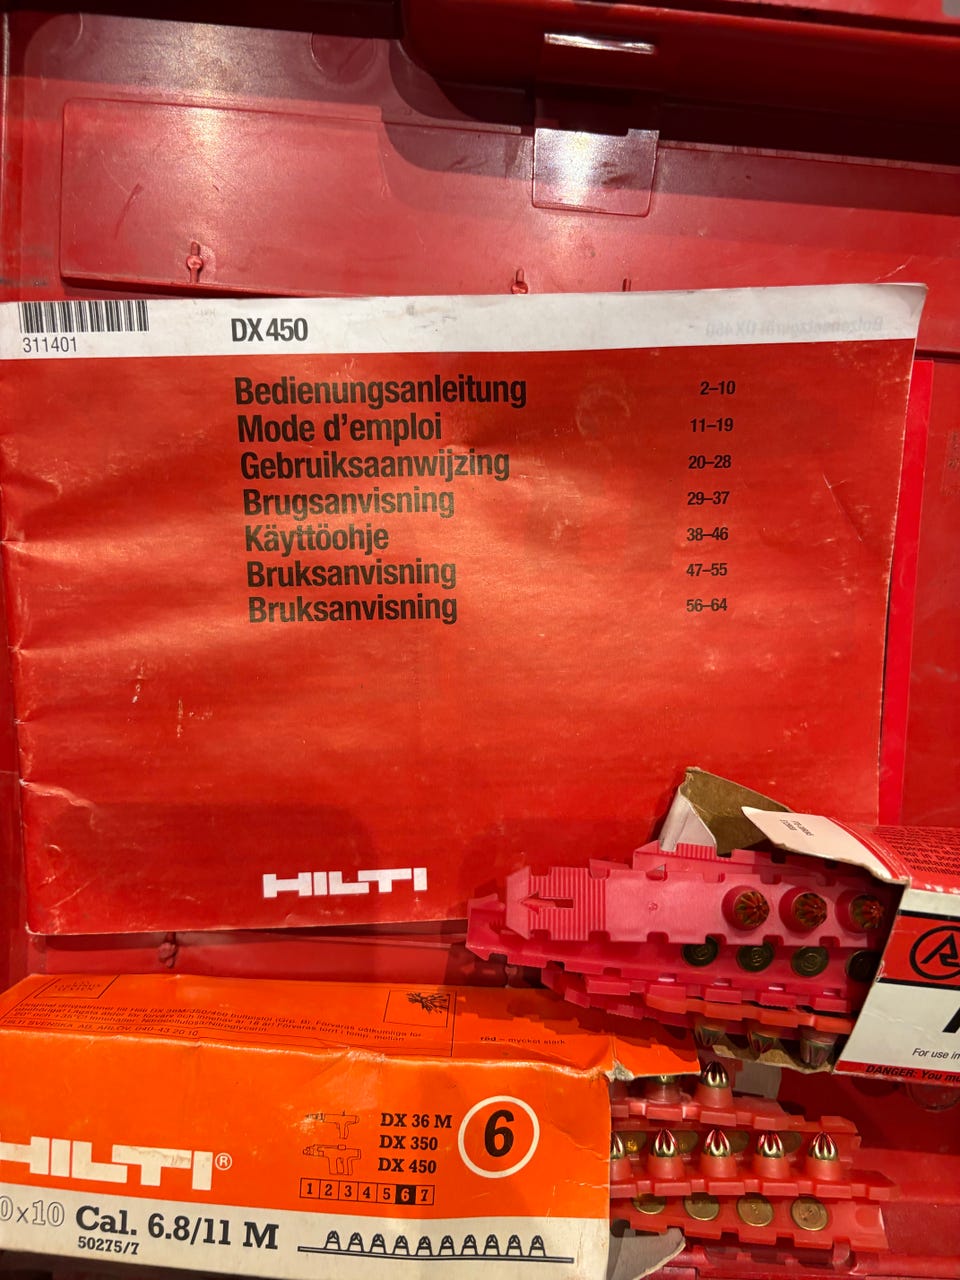 311401
DX 450
Bedienungsanleitung 2–10
Mode d'emploi 11–19
Gebruiksaanwijzing 20–28
Brugsanvisning 29–37
Käyttöohje 38–46
Bruksanvisning 47–55
Bruksanvisning 56–64
HILTI
röd – mycket stark
DX 36 M
DX 350
DX 450
6
1 2 3 4 5 6 7
HILTI®
0x10 Cal. 6.8/11 M
50275/7
For use in
DANGER: You